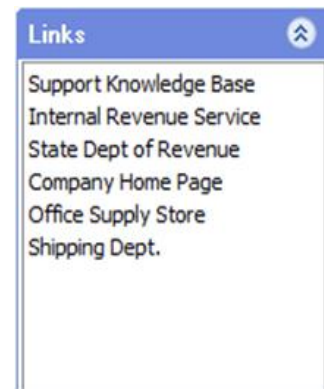 Links
Support Knowledge Base
Internal Revenue Service
State Dept of Revenue
Company Home Page
Office Supply Store
Shipping Dept.